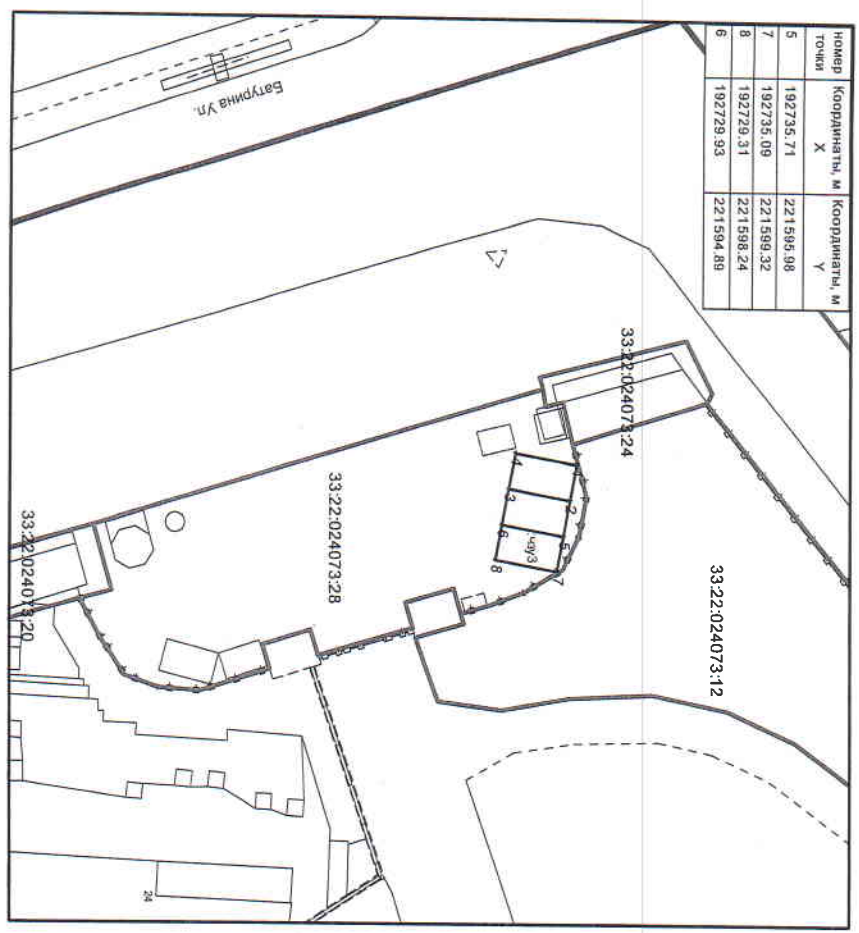 номер точки Координаты, м X Координаты, м Y
5 192735.71 221595.98
7 192735.09 221599.32
8 192729.31 221598.24
6 192729.93 221594.89
Батурина Ул.
33:22:024073:24
33:22:024073:12
33:22:024073:28
33:22:024073:20
1
2
5
7
4
3
6
8
:чзу3
24